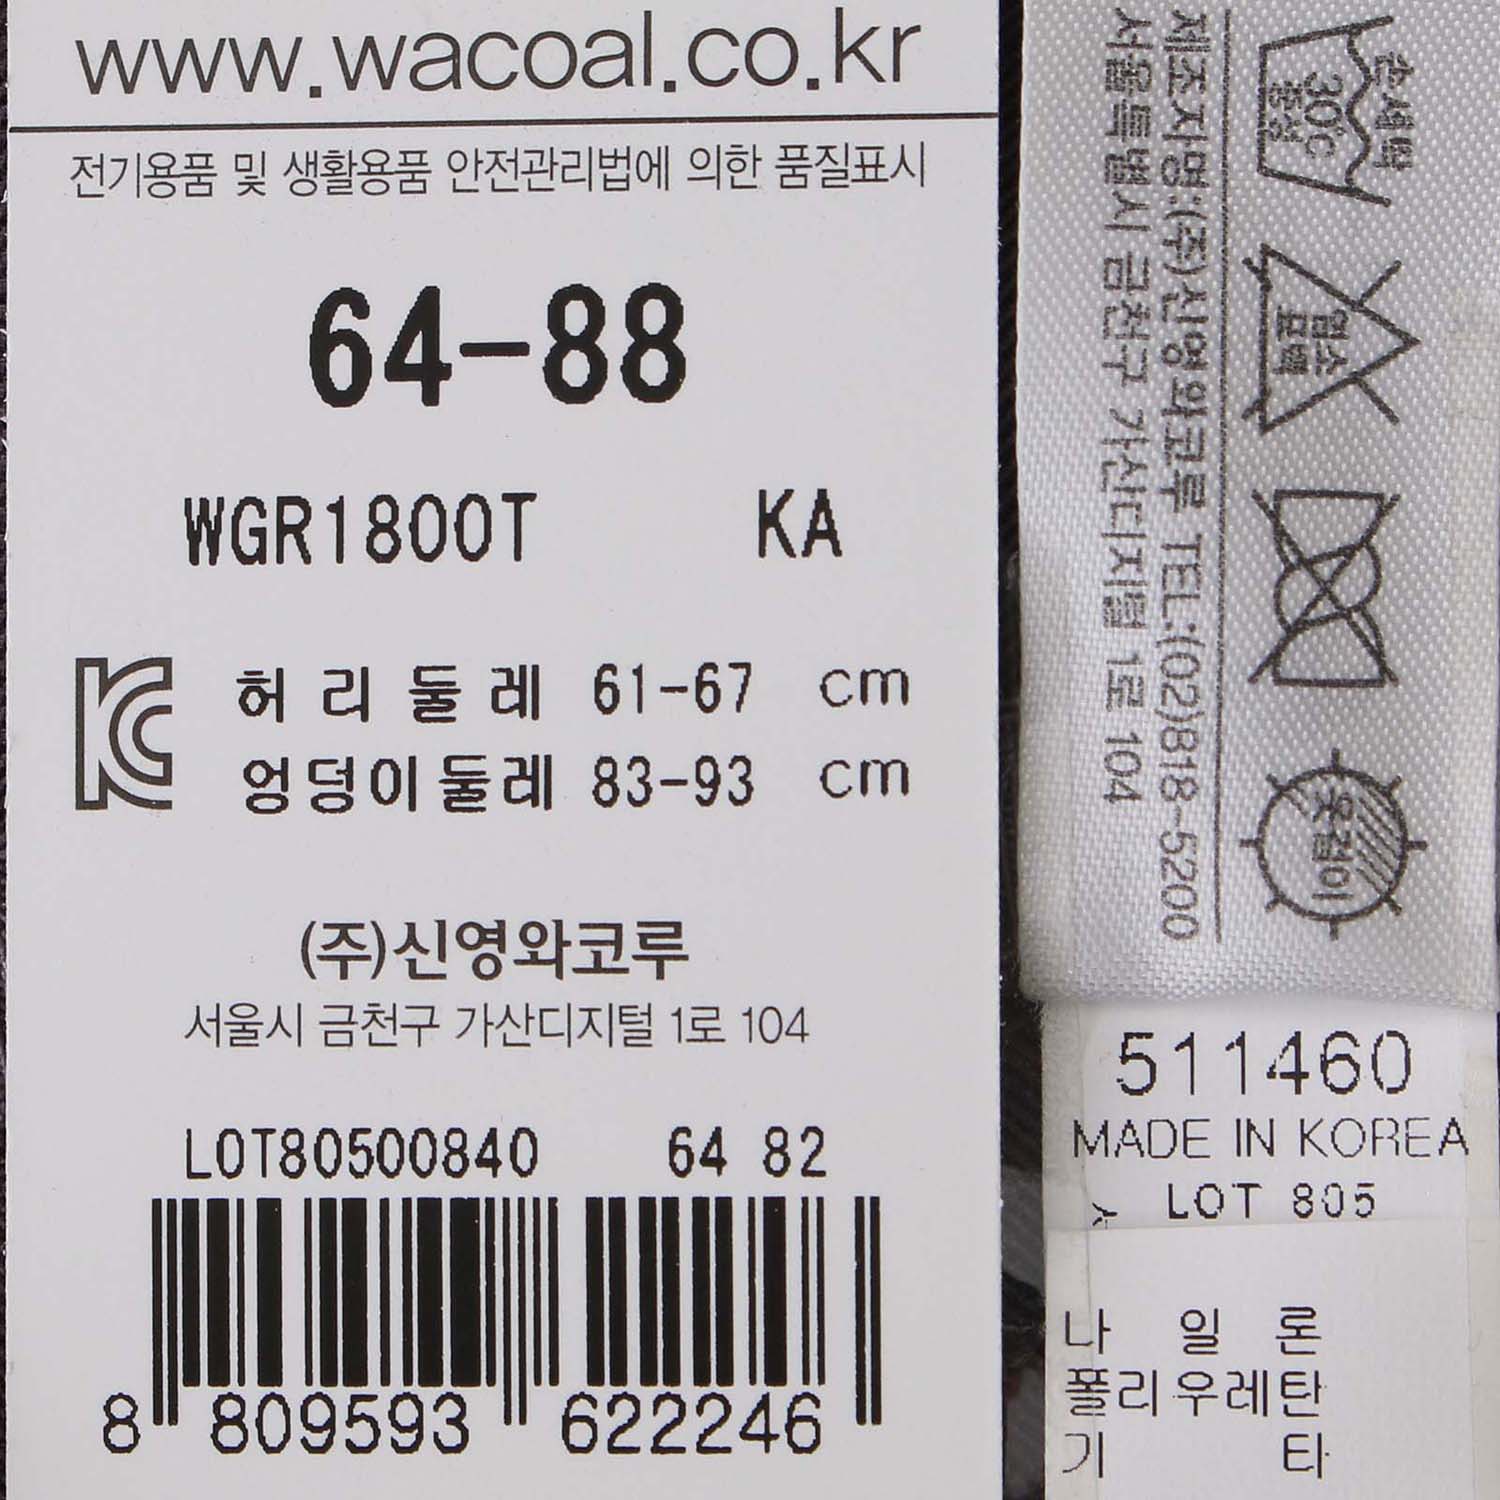 www.wacoal.co.kr
전기용품 및 생활용품 안전관리법에 의한 품질표시
64-88
WGR1800T KA
허리둘레 61-67 cm
엉덩이둘레 83-93 cm
(주)신영와코루
서울시 금천구 가산디지털 1로 104
LOT80500840 64 82
8 809593 622246
손세탁
30℃
중성
염소
표백
옷걸이
제조자명:(주)신영와코루 TEL:(02)818-5200
서울특별시 금천구 가산디지털 1로 104
511460
MADE IN KOREA
LOT 805
나일론
폴리우레탄
기타